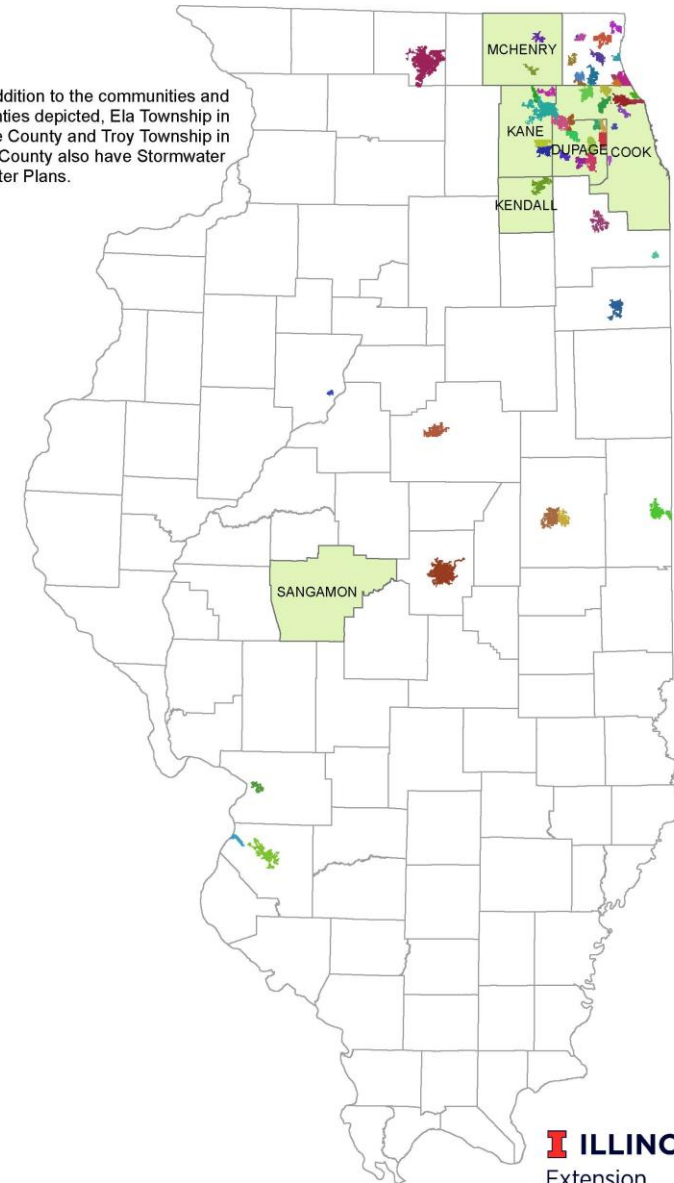 ddition to the communities and
nties depicted, Ela Township in
e County and Troy Township in
County also have Stormwater
ter Plans.
MCHENRY
KANE
DUPAGE
COOK
KENDALL
SANGAMON
I ILLINO
Extension